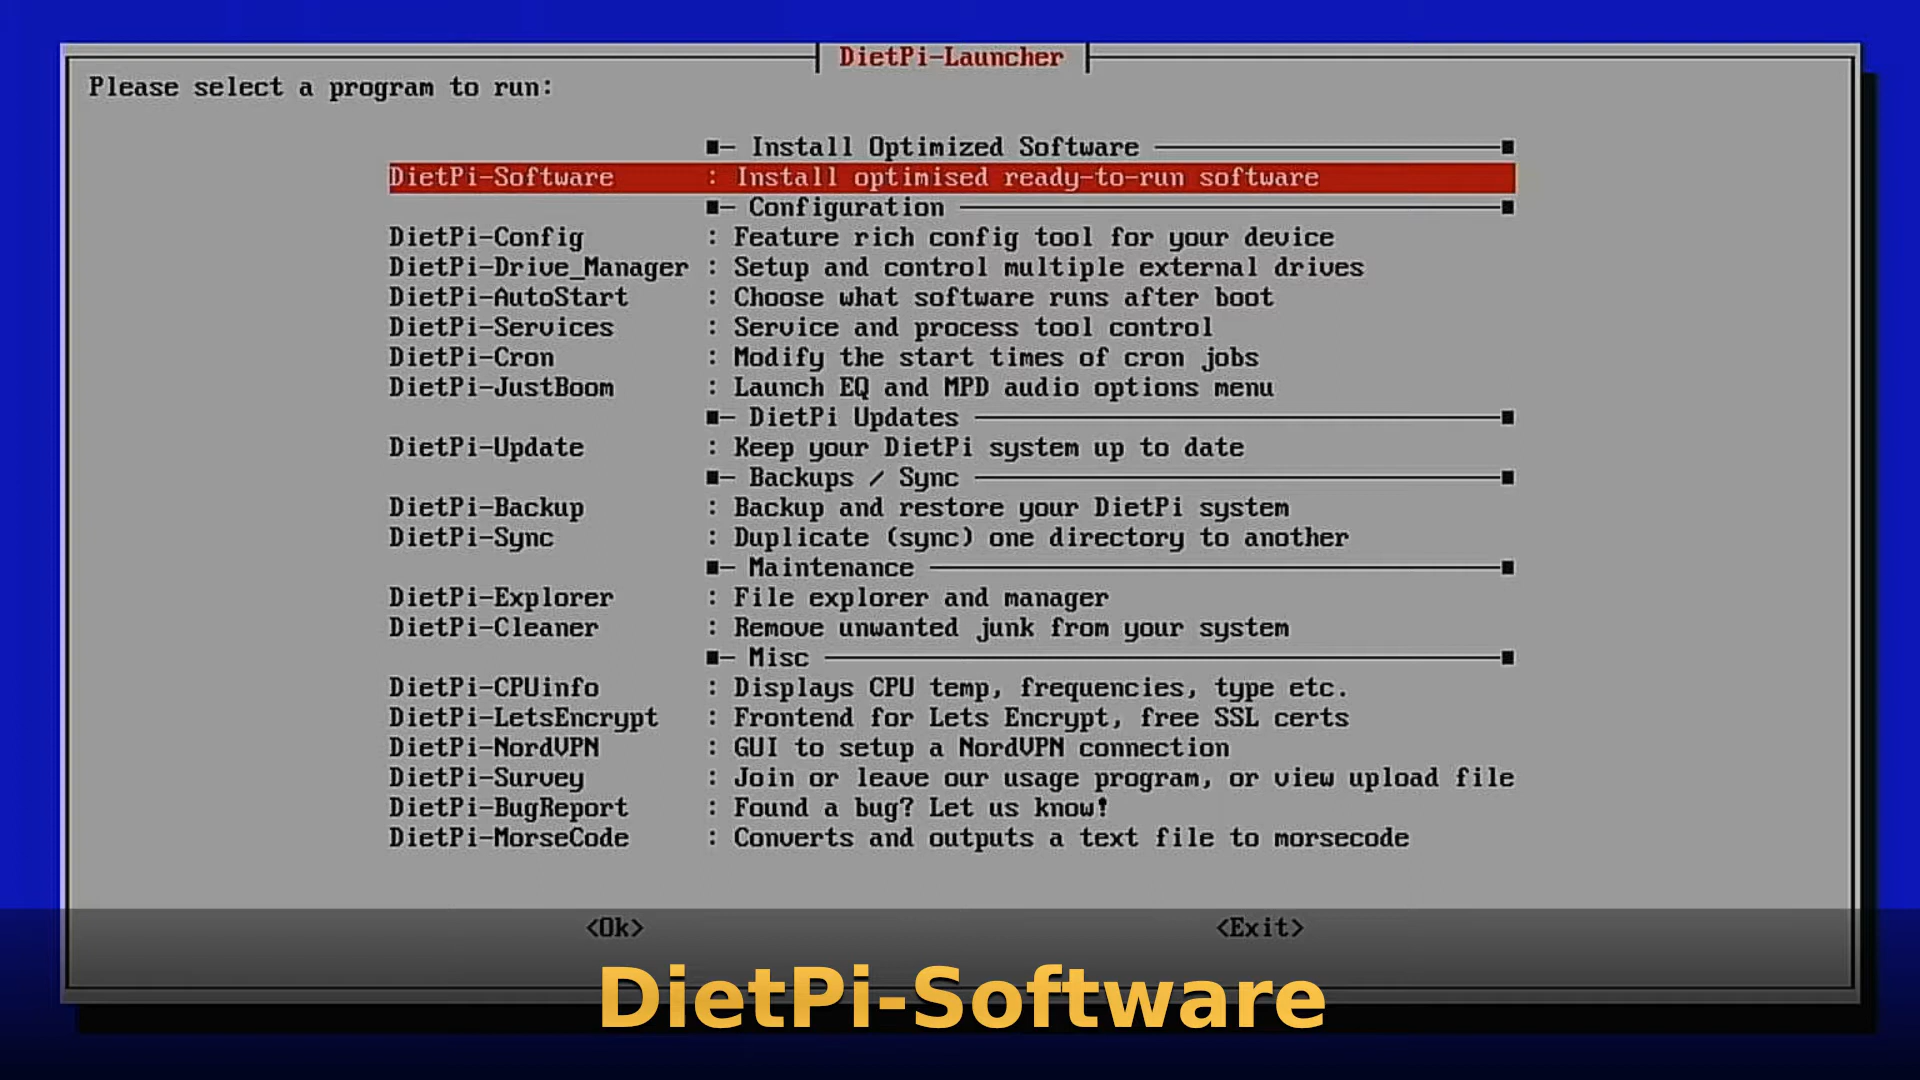 DietPi-Launcher
Please select a program to run:
Install Optimized Software
DietPi-Software : Install optimised ready-to-run software
Configuration
DietPi-Config : Feature rich config tool for your device
DietPi-Drive_Manager : Setup and control multiple external drives
DietPi-AutoStart : Choose what software runs after boot
DietPi-Services : Service and process tool control
DietPi-Cron : Modify the start times of cron jobs
DietPi-JustBoom : Launch EQ and MPD audio options menu
DietPi Updates
DietPi-Update : Keep your DietPi system up to date
Backups / Sync
DietPi-Backup : Backup and restore your DietPi system
DietPi-Sync : Duplicate (sync) one directory to another
Maintenance
DietPi-Explorer : File explorer and manager
DietPi-Cleaner : Remove unwanted junk from your system
Misc
DietPi-CPUinfo : Displays CPU temp, frequencies, type etc.
DietPi-LetsEncrypt : Frontend for Lets Encrypt, free SSL certs
DietPi-NordVPN : GUI to setup a NordVPN connection
DietPi-Survey : Join or leave our usage program, or view upload file
DietPi-BugReport : Found a bug? Let us know!
DietPi-MorseCode : Converts and outputs a text file to morsecode
<Ok> <Exit>
DietPi-Software